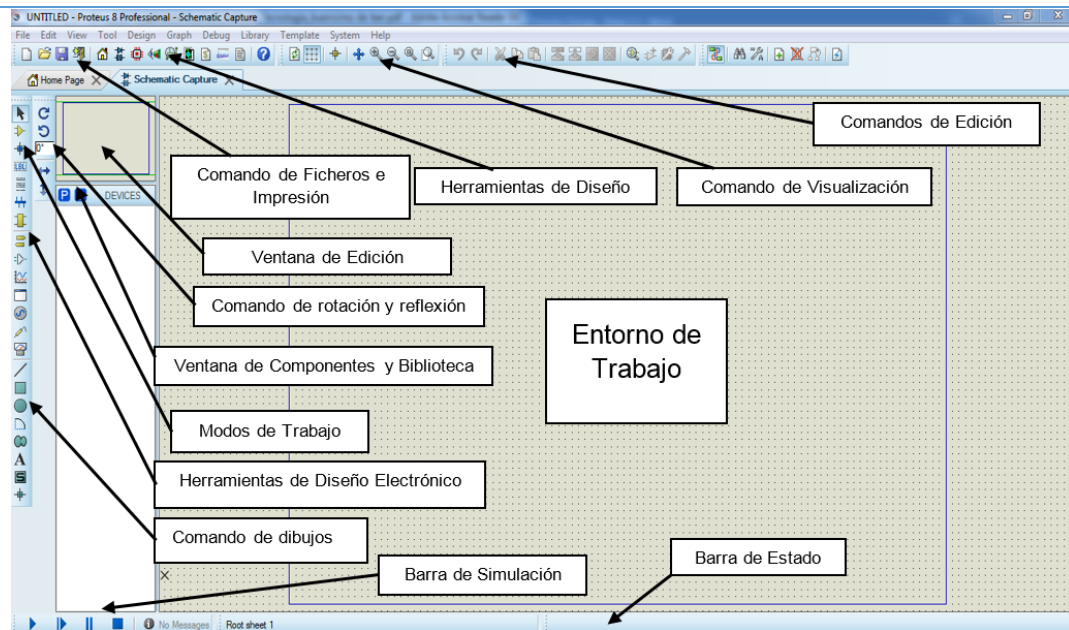 UNTITLED - Proteus 8 Professional - Schematic Capture
File Edit View Tool Design Graph Debug Library Template System Help
Home Page Schematic Capture
Comandos de Edición
0°
LBL
Comando de Ficheros e
Impresión
Herramientas de Diseño
Comando de Visualización
P L DEVICES
Ventana de Edición
Comando de rotación y reflexión
Entorno de
Trabajo
Ventana de Componentes y Biblioteca
Modos de Trabajo
A
S
Herramientas de Diseño Electrónico
Comando de dibujos
Barra de Estado
Barra de Simulación
No Messages Root sheet 1